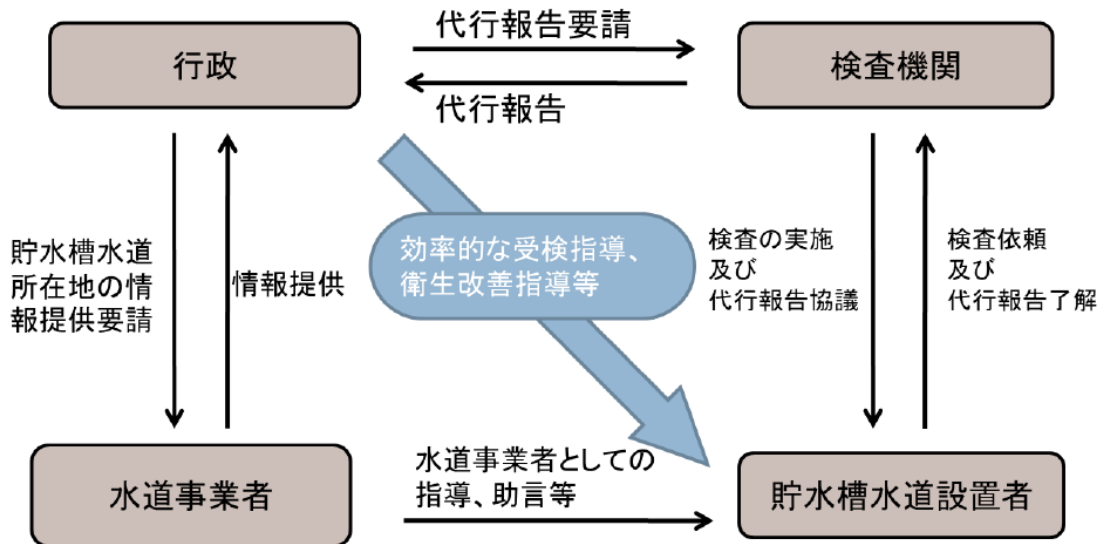 代行報告要請
行政
検査機関
代行報告
貯水槽水道
所在地の情
報提供要請
情報提供
効率的な受検指導、
衛生改善指導等
検査の実施
及び
代行報告協議
検査依頼
及び
代行報告了解
水道事業者
水道事業者としての
指導、助言等
貯水槽水道設置者